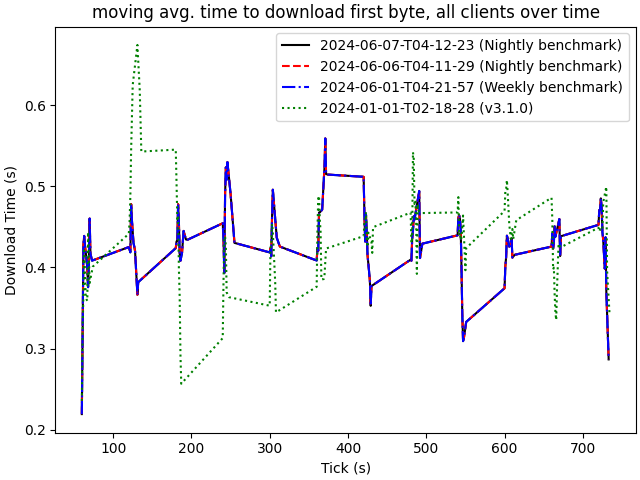 moving avg. time to download first byte, all clients over time
2024-06-07-T04-12-23 (Nightly benchmark)
2024-06-06-T04-11-29 (Nightly benchmark)
2024-06-01-T04-21-57 (Weekly benchmark)
2024-01-01-T02-18-28 (v3.1.0)
Download Time (s)
0.6
0.5
0.4
0.3
0.2
100 200 300 400 500 600 700
Tick (s)